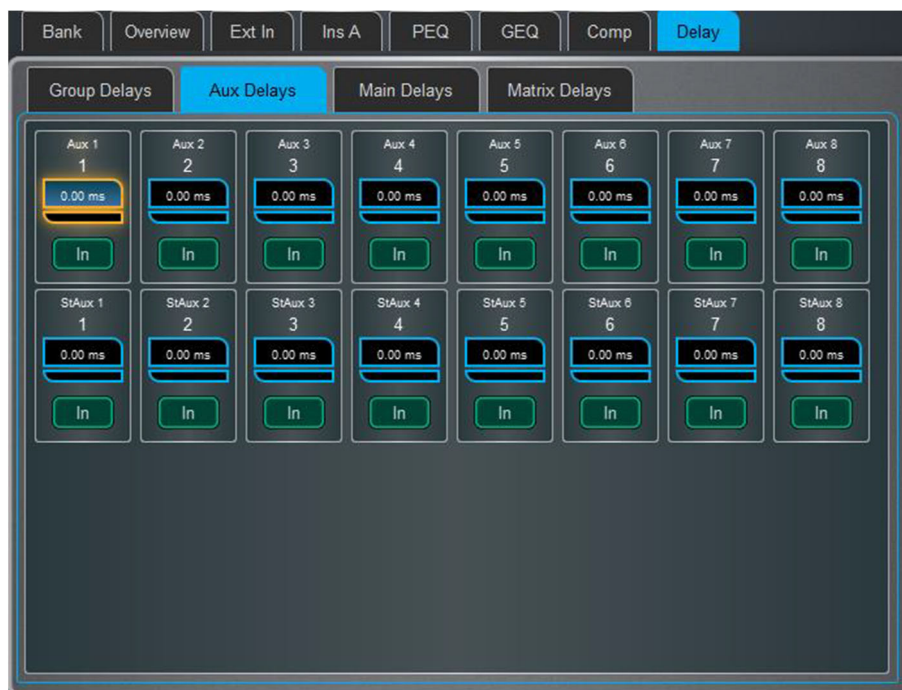 Bank Overview Ext In Ins A PEQ GEQ Comp Delay
Group Delays Aux Delays Main Delays Matrix Delays
Aux 1 Aux 2 Aux 3 Aux 4 Aux 5 Aux 6 Aux 7 Aux 8
1 2 3 4 5 6 7 8
0.00 ms 0.00 ms 0.00 ms 0.00 ms 0.00 ms 0.00 ms 0.00 ms 0.00 ms
In In In In In In In In
StAux 1 StAux 2 StAux 3 StAux 4 StAux 5 StAux 6 StAux 7 StAux 8
1 2 3 4 5 6 7 8
0.00 ms 0.00 ms 0.00 ms 0.00 ms 0.00 ms 0.00 ms 0.00 ms 0.00 ms
In In In In In In In In